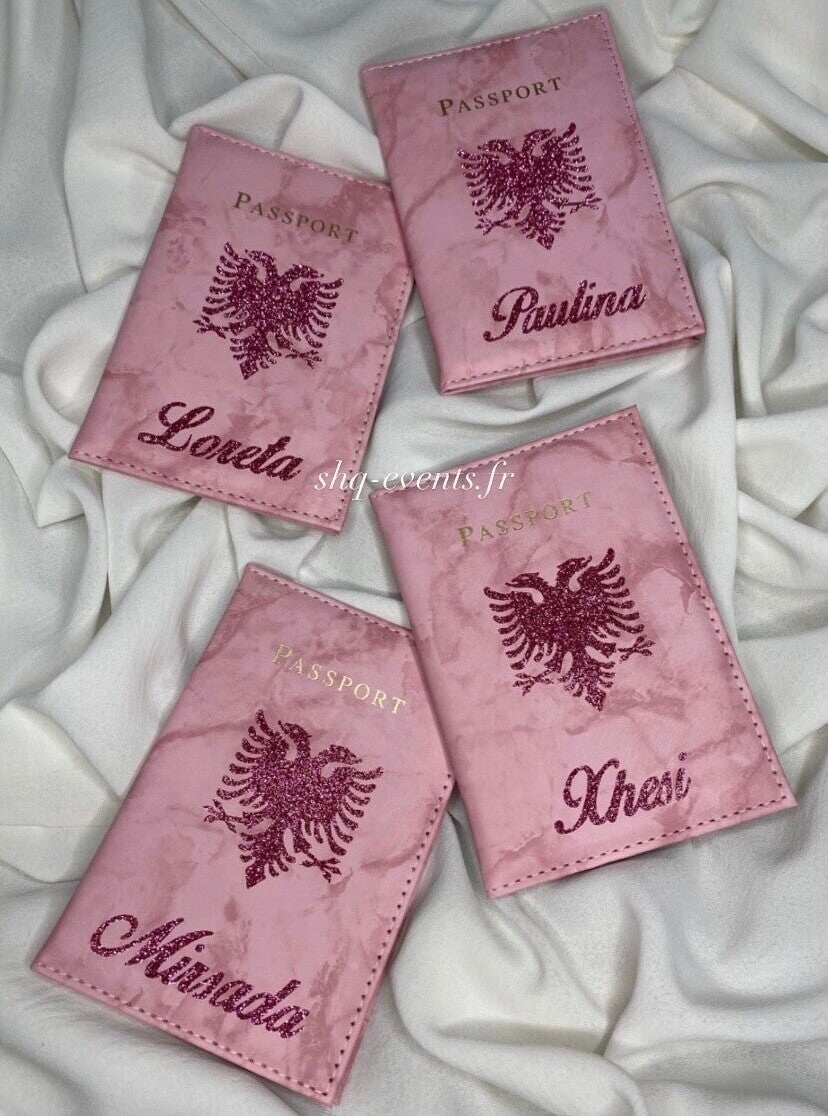 PASSPORT
Paulina
PASSPORT
Loreta
shq-events.fr
PASSPORT
Xhesi
PASSPORT
Mirsada